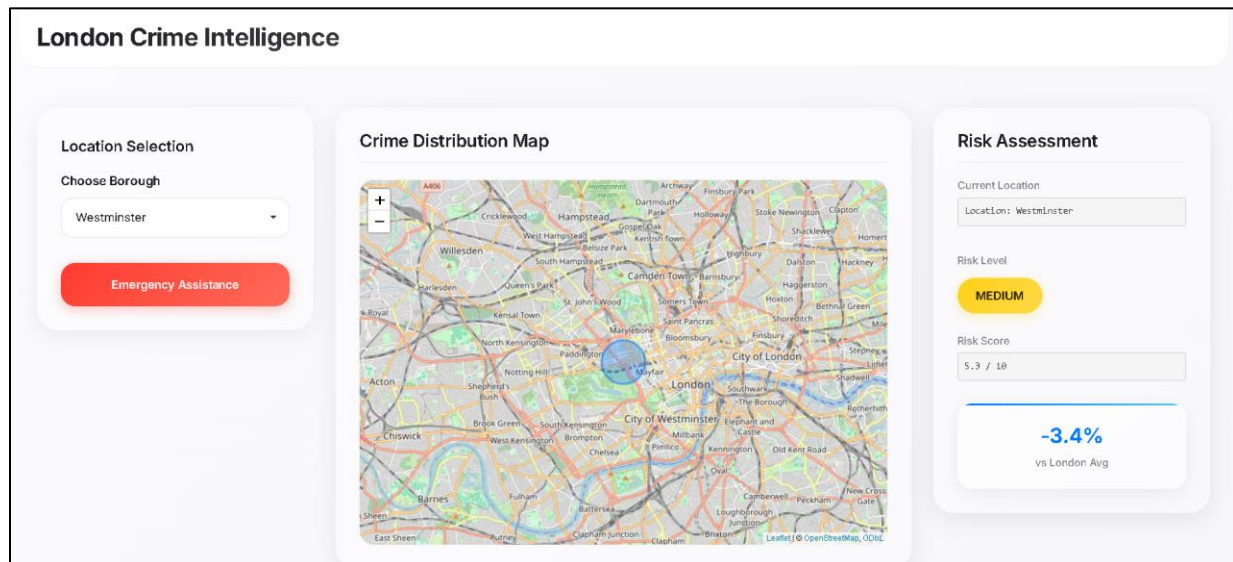 London Crime Intelligence
Location Selection
Choose Borough
Westminster
Emergency Assistance
Crime Distribution Map
+
−
A406
Hampstead
Archway
Finsbury Park
Dartmouth
Park
Cricklewood
Hampstead
Holloway
Stoke Newington
Clapton
Gospel Oak
Shacklewell
West Hampstead
Kentish Town
Homert
Willesden
Belsize Park
Highbury
South Hampstead
Dalston
Hackney
Camden Town
Barnsbury
Harlesden
Queen's Park
Haggerston
St. John's Wood
Somers Town
Hoxton
Bethnal Green
k Royal
Kensal Town
Saint Pancras
Shoreditch
Mile
Marylebone
North Kensington
Bloomsbury
Finsbury
Paddington
City of London
Stepney
Notting Hill
Mayfair
Limeh
Acton
Shepherd's
Bush
London
Southwark
Shadwell
The Borough
Rotherhith
Brook Green
South Kensington
City of Westminster
Elephant and
Castle
Chiswick
West Kensington
Brompton
Millbank
Pimlico
Kennington
Old Kent Road
Chelsea
Oval
Barnes
Fulham
Camberwell
Peckham
New Cross
Gate
Battersea
Loughborough
Junction
Sheen
East Sheen
Putney
Clapham Junction
Clapham
Brixton
Leaflet | © OpenStreetMap, ODbL
Risk Assessment
Current Location
Location: Westminster
Risk Level
MEDIUM
Risk Score
5.3 / 10
-3.4%
vs London Avg